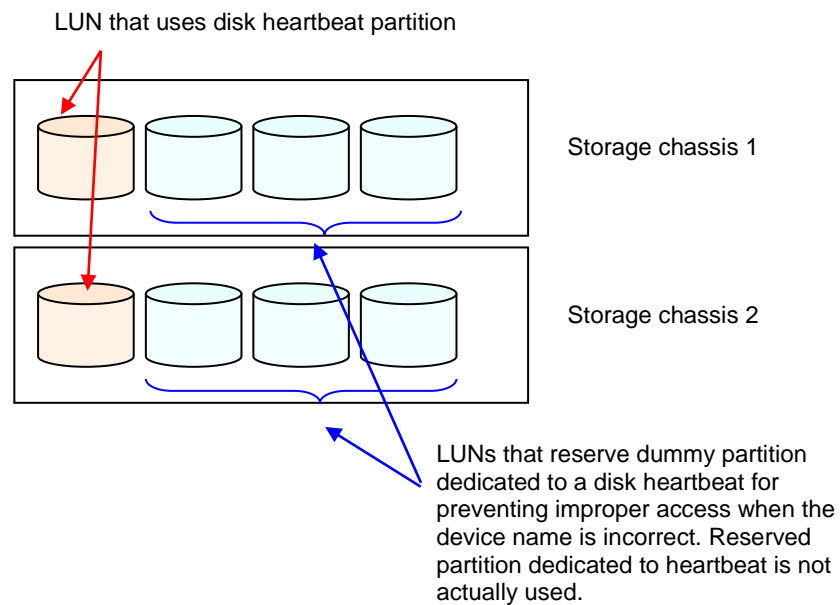 LUN that uses disk heartbeat partition
Storage chassis 1
Storage chassis 2
LUNs that reserve dummy partition
dedicated to a disk heartbeat for
preventing improper access when the
device name is incorrect. Reserved
partition dedicated to heartbeat is not
actually used.